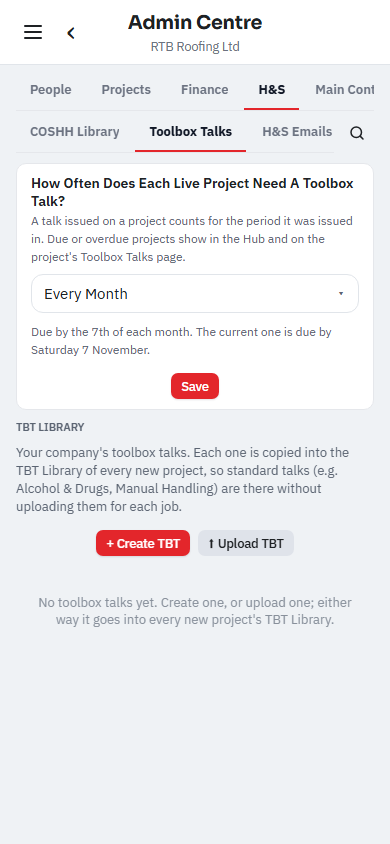 Admin Centre
RTB Roofing Ltd
People Projects Finance H&S Main Cont
COSHH Library Toolbox Talks H&S Emails
How Often Does Each Live Project Need A Toolbox
Talk?
A talk issued on a project counts for the period it was issued
in. Due or overdue projects show in the Hub and on the
project's Toolbox Talks page.
Every Month
Due by the 7th of each month. The current one is due by
Saturday 7 November.
Save
TBT LIBRARY
Your company's toolbox talks. Each one is copied into the
TBT Library of every new project, so standard talks (e.g.
Alcohol & Drugs, Manual Handling) are there without
uploading them for each job.
+ Create TBT ⬆ Upload TBT
No toolbox talks yet. Create one, or upload one; either
way it goes into every new project's TBT Library.